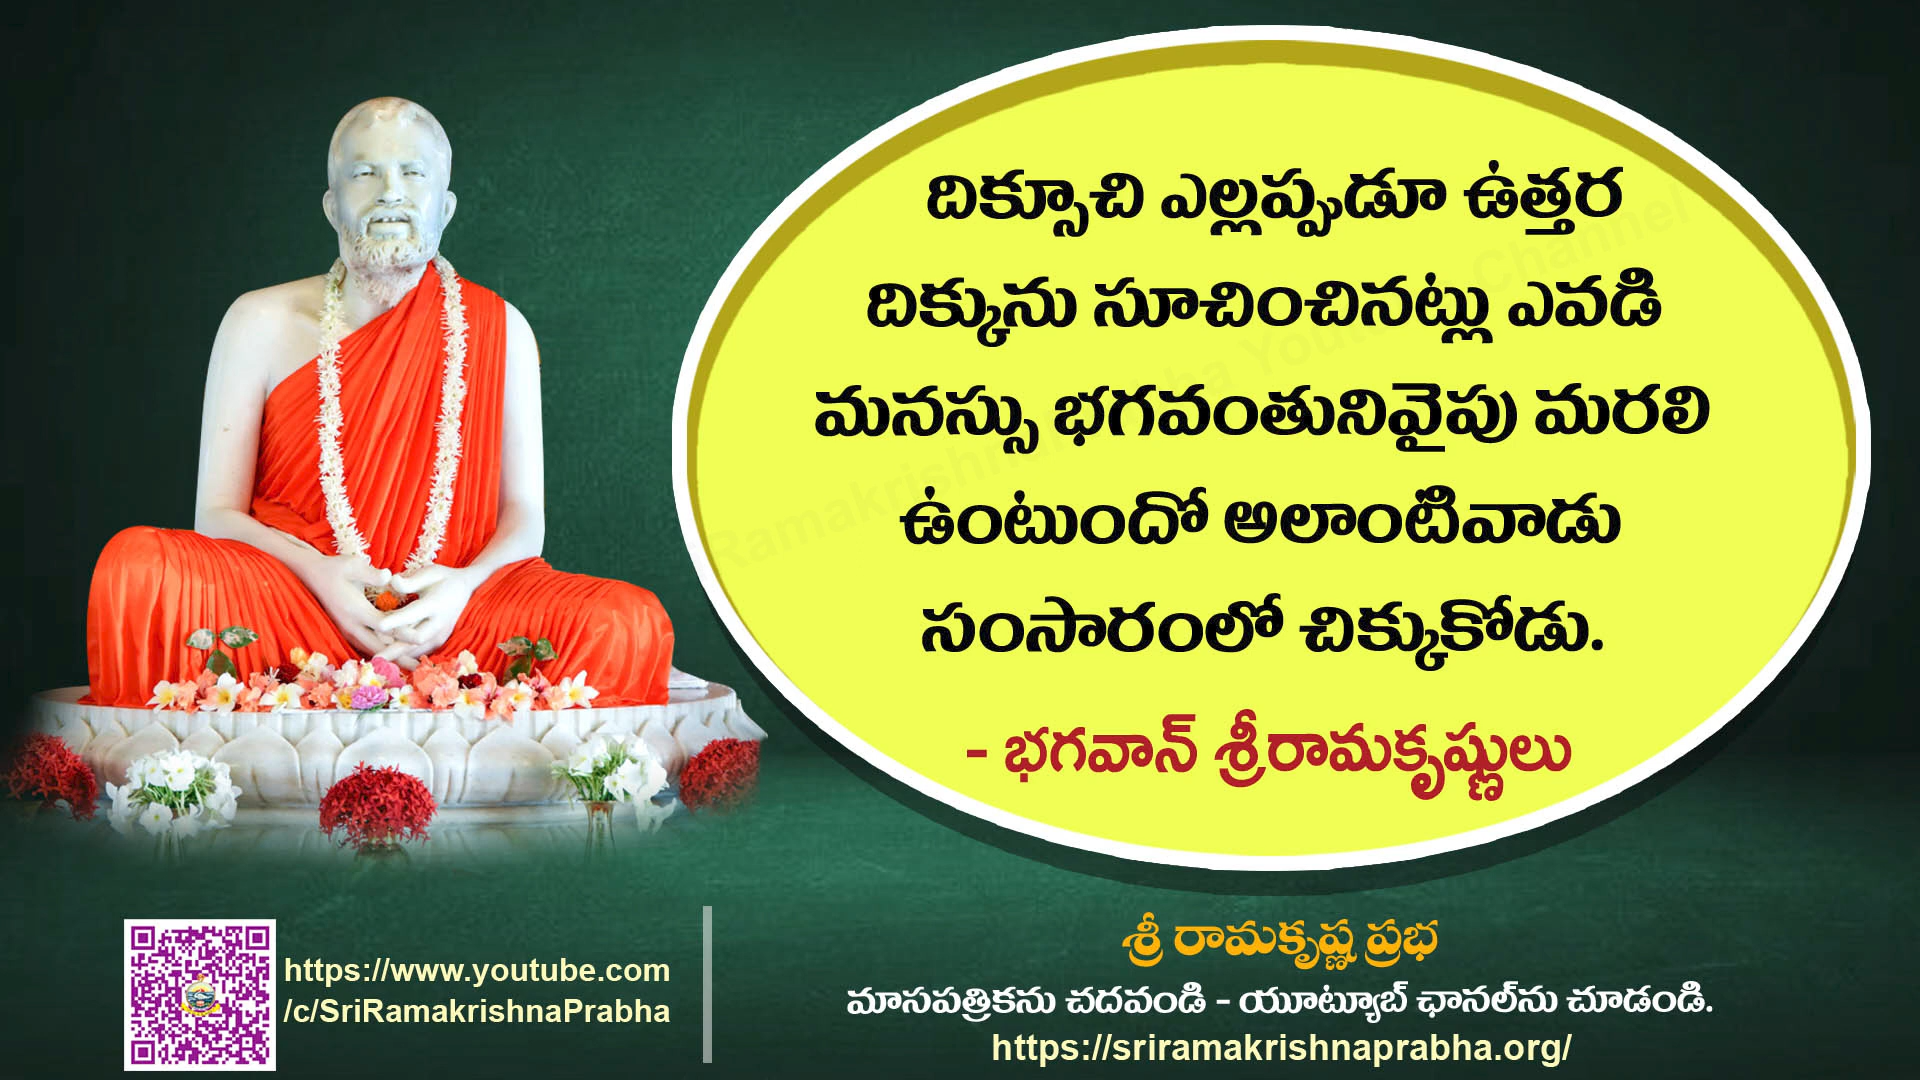 దిక్సూచి ఎల్లప్పుడూ ఉత్తర
దిక్కును సూచించినట్లు ఎవడి
మనస్సు భగవంతునివైపు మరలి
ఉంటుందో అలాంటివాడు
సంసారంలో చిక్కుకోడు.
- భగవాన్ శ్రీరామకృష్ణులు
https://www.youtube.com
/c/SriRamakrishnaPrabha
శ్రీ రామకృష్ణ ప్రభ
మాసపత్రికను చదవండి - యూట్యూబ్ ఛానల్‌ను చూడండి.
https://sriramakrishnaprabha.org/